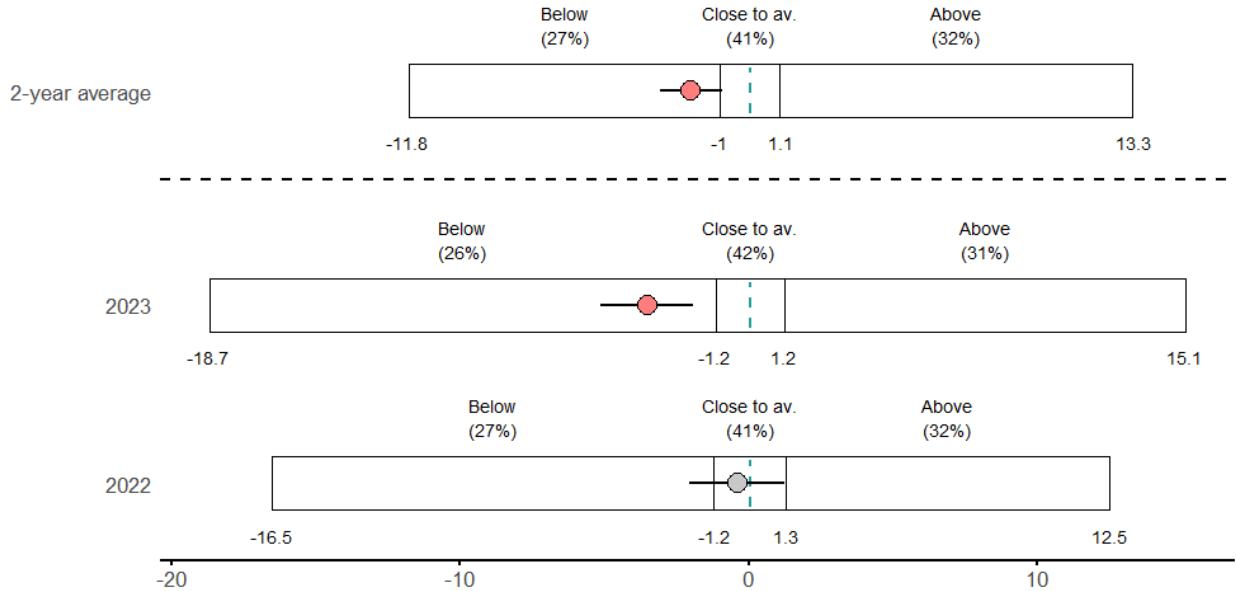 Below Close to av. Above
(27%) (41%) (32%)
2-year average
-11.8 -1 1.1 13.3
Below Close to av. Above
(26%) (42%) (31%)
2023
-18.7 -1.2 1.2 15.1
Below Close to av. Above
(27%) (41%) (32%)
2022
-16.5 -1.2 1.3 12.5
-20 -10 0 10